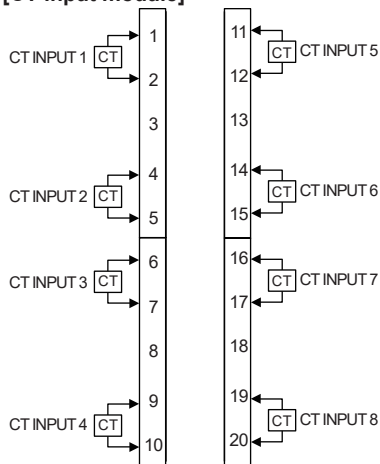 [CT Input Module]
CT INPUT 1 CT
1
2
3
CT INPUT 2 CT
4
5
CT INPUT 3 CT
6
7
8
CT INPUT 4 CT
9
10
11
CT CT INPUT 5
12
13
14
CT CT INPUT 6
15
16
CT CT INPUT 7
17
18
19
CT CT INPUT 8
20